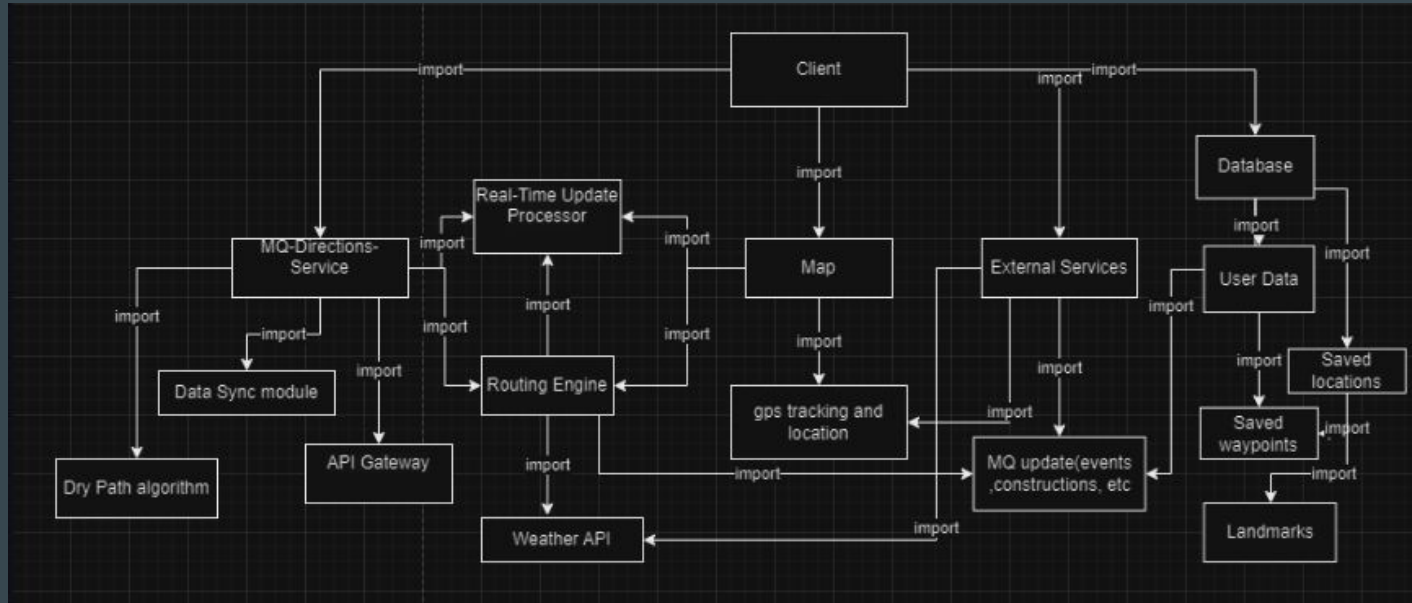 Client
import
import
import
import
Database
import
Real-Time Update
Processor
import
import
import
import
MQ-Directions-
Service
Map
External Services
User Data
import
import
import
import
import
import
import
import
import
Saved
locations
Data Sync module
Routing Engine
gps tracking and
location
import
Saved
waypoints
import
API Gateway
import
import
MQ update(events
,constructions, etc
import
Dry Path algorithm
import
Weather API
Landmarks